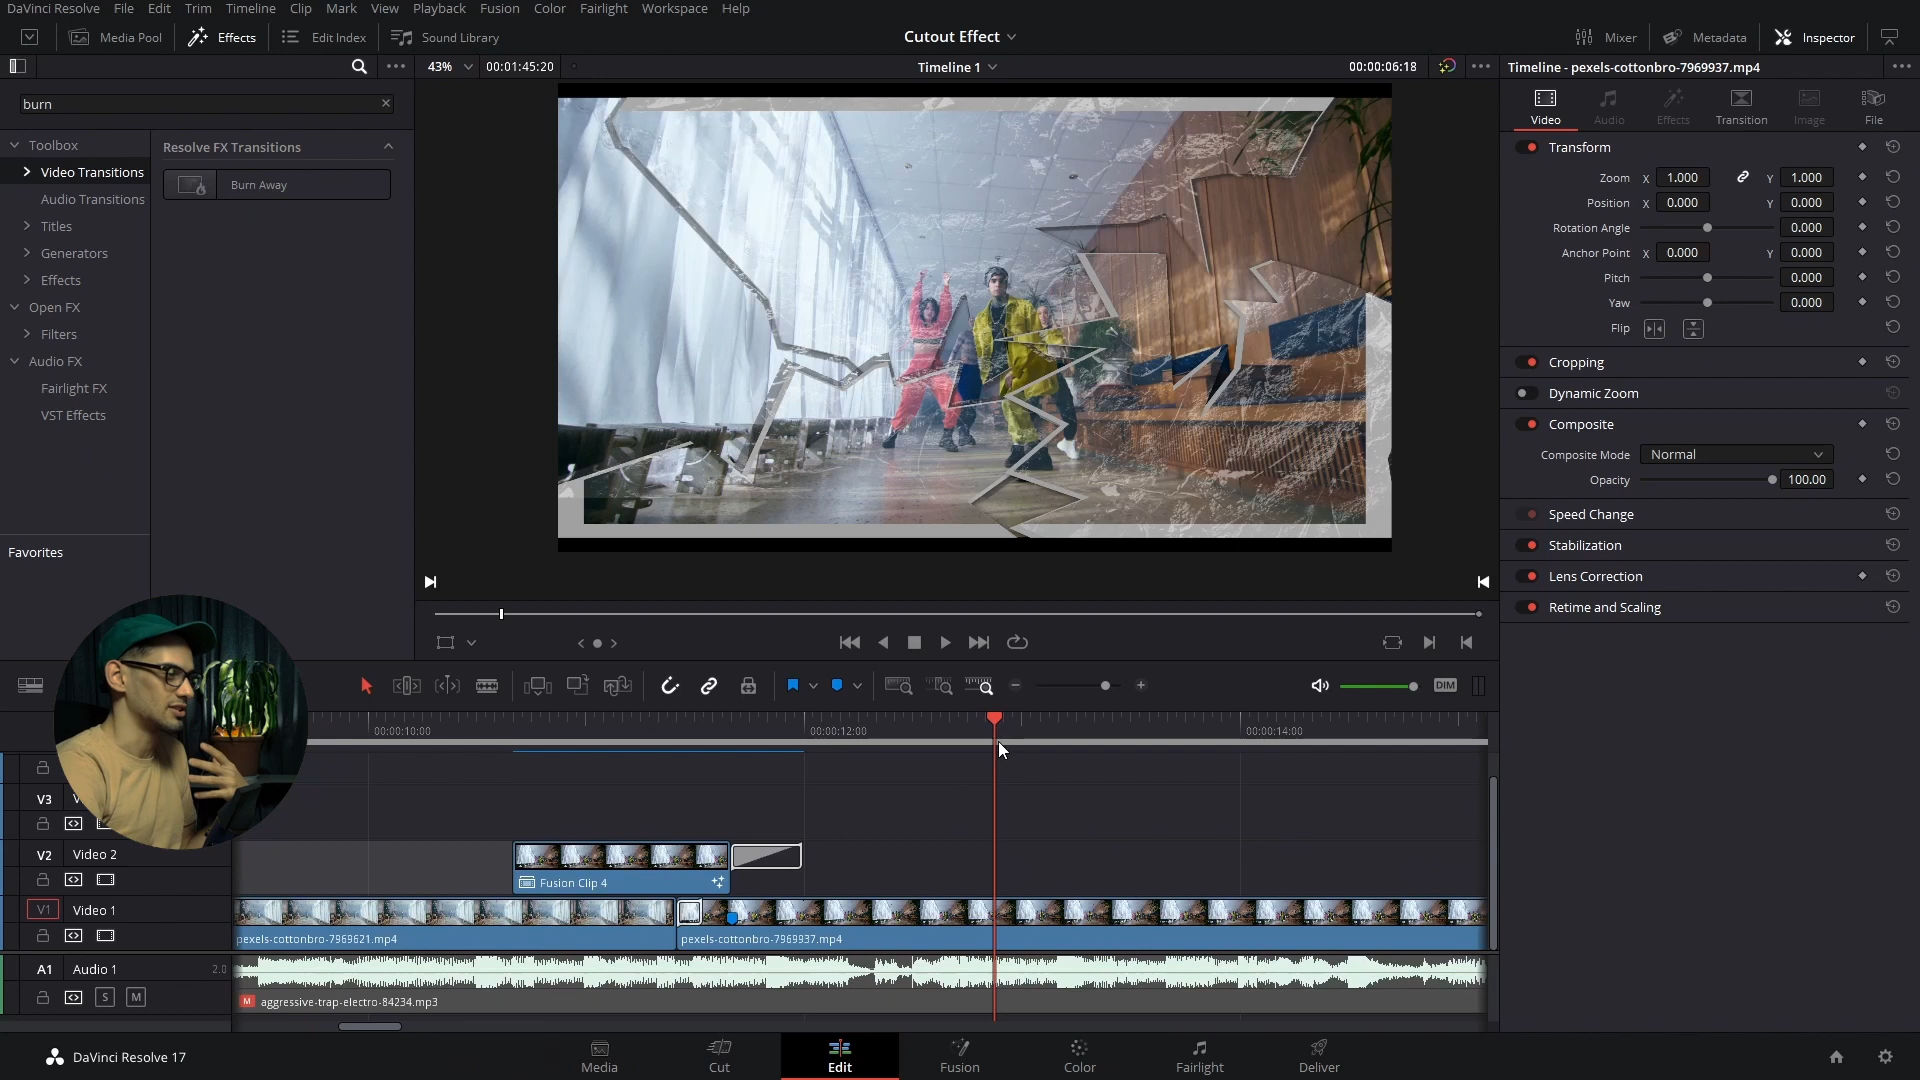 DaVinci Resolve File Edit Trim Timeline Clip Mark View Playback Fusion Color Fairlight Workspace Help
Media Pool Effects Edit Index Sound Library Cutout Effect Mixer Metadata Inspector
43% 00:01:45:20 Timeline 1 00:00:06:18 Timeline - pexels-cottonbro-7969937.mp4
burn
Video Audio Effects Transition Image File
Toolbox
Video Transitions
Audio Transitions
Titles
Generators
Effects
Open FX
Filters
Audio FX
Fairlight FX
VST Effects
Favorites
Resolve FX Transitions
Burn Away
Transform
Zoom X 1.000 Y 1.000
Position X 0.000 Y 0.000
Rotation Angle 0.000
Anchor Point X 0.000 Y 0.000
Pitch 0.000
Yaw 0.000
Flip
Cropping
Dynamic Zoom
Composite
Composite Mode Normal
Opacity 100.00
Speed Change
Stabilization
Lens Correction
Retime and Scaling
DIM
00:00:10:00 00:00:12:00 00:00:14:00
V3
V2 Video 2
Fusion Clip 4
V1 Video 1
pexels-cottonbro-7969621.mp4 pexels-cottonbro-7969937.mp4
A1 Audio 1 2.0
S M
M aggressive-trap-electro-84234.mp3
DaVinci Resolve 17
Media Cut Edit Fusion Color Fairlight Deliver